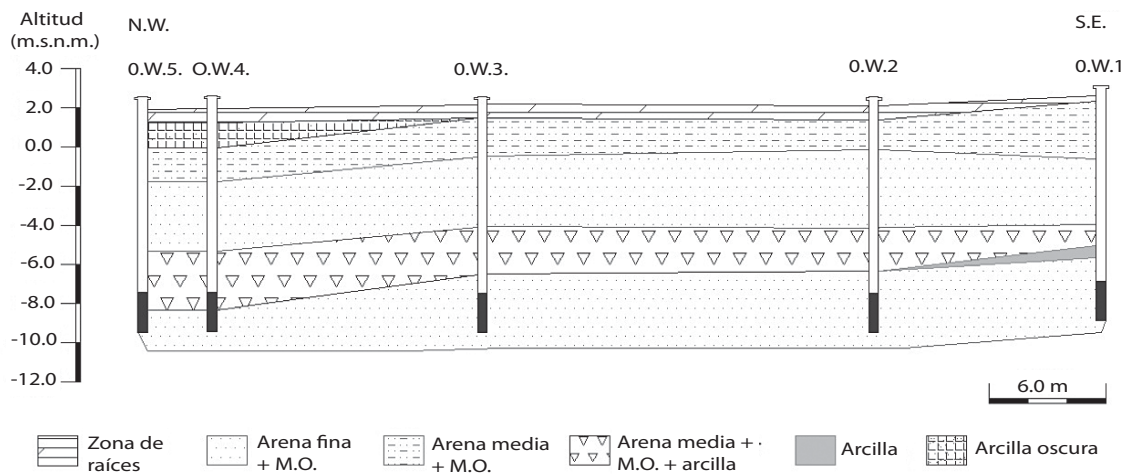 Altitud
(m.s.n.m.)
N.W.
S.E.
0.W.5. O.W.4. 0.W.3. 0.W.2 0.W.1
4.0
2.0
0.0
-2.0
-4.0
-6.0
-8.0
-10.0
-12.0
6.0 m
Zona de
raíces
Arena fina
+ M.O.
Arena media
+ M.O.
Arena media + ·
M.O. + arcilla
Arcilla
Arcilla oscura